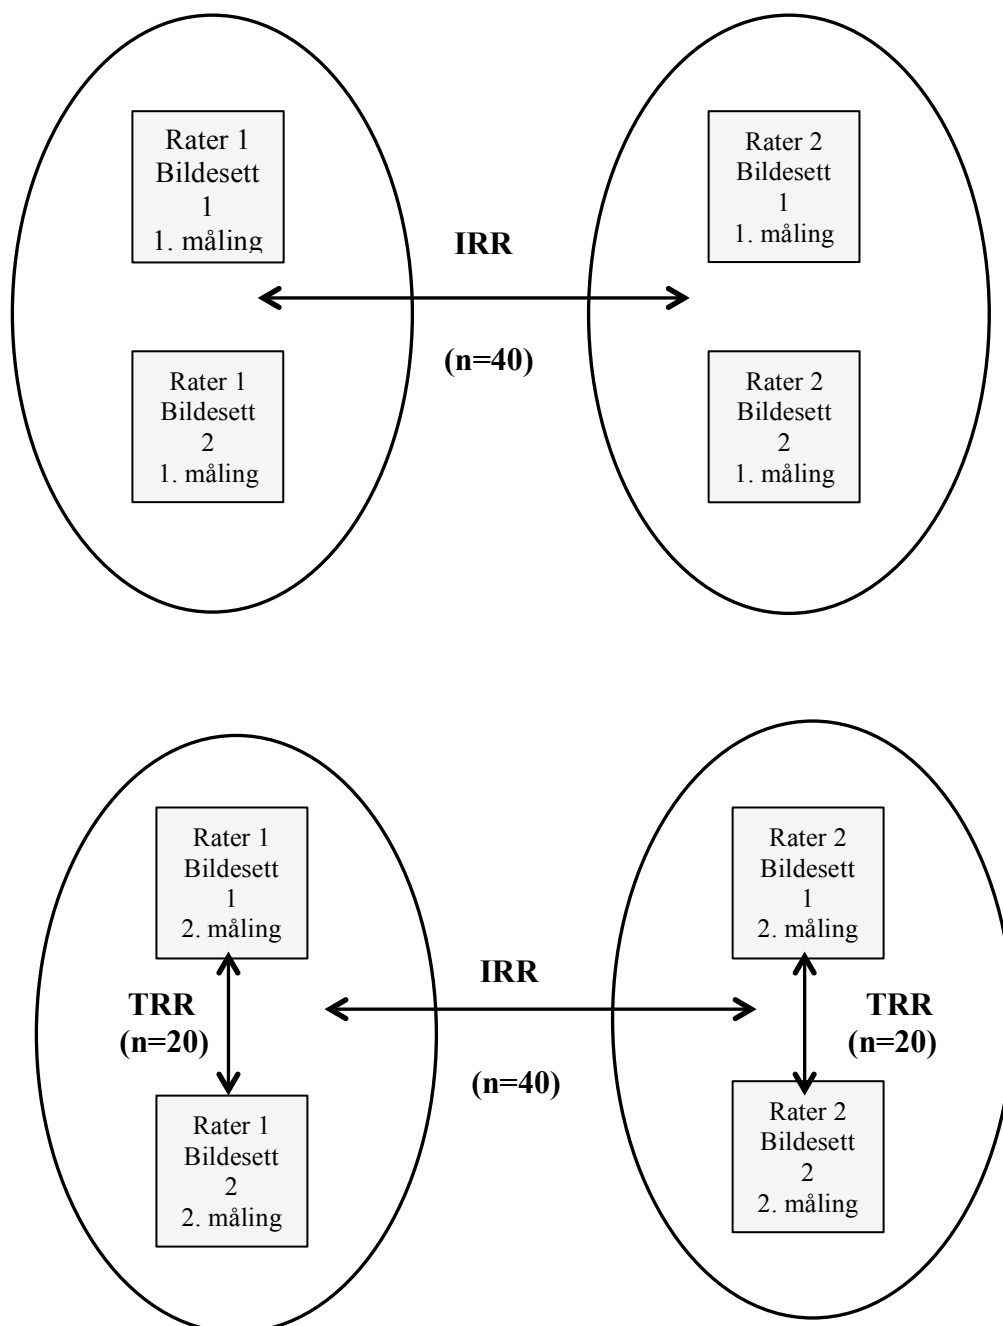 Rater 1
Bildesett
1
1. måling
Rater 2
Bildesett
1
1. måling
IRR
(n=40)
Rater 1
Bildesett
2
1. måling
Rater 2
Bildesett
2
1. måling
Rater 1
Bildesett
1
2. måling
Rater 2
Bildesett
1
2. måling
TRR
(n=20)
IRR
(n=40)
TRR
(n=20)
Rater 1
Bildesett
2
2. måling
Rater 2
Bildesett
2
2. måling